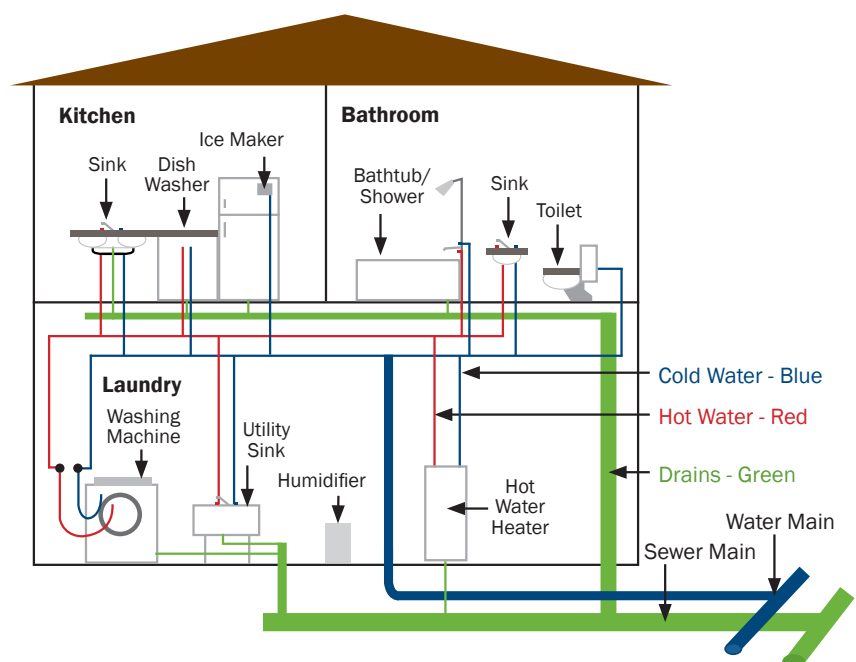 Kitchen
Bathroom
Ice Maker
Sink
Dish
Washer
Bathtub/
Shower
Sink
Toilet
Laundry
Washing
Machine
Utility
Sink
Humidifier
Hot
Water
Heater
Cold Water - Blue
Hot Water - Red
Drains - Green
Water Main
Sewer Main